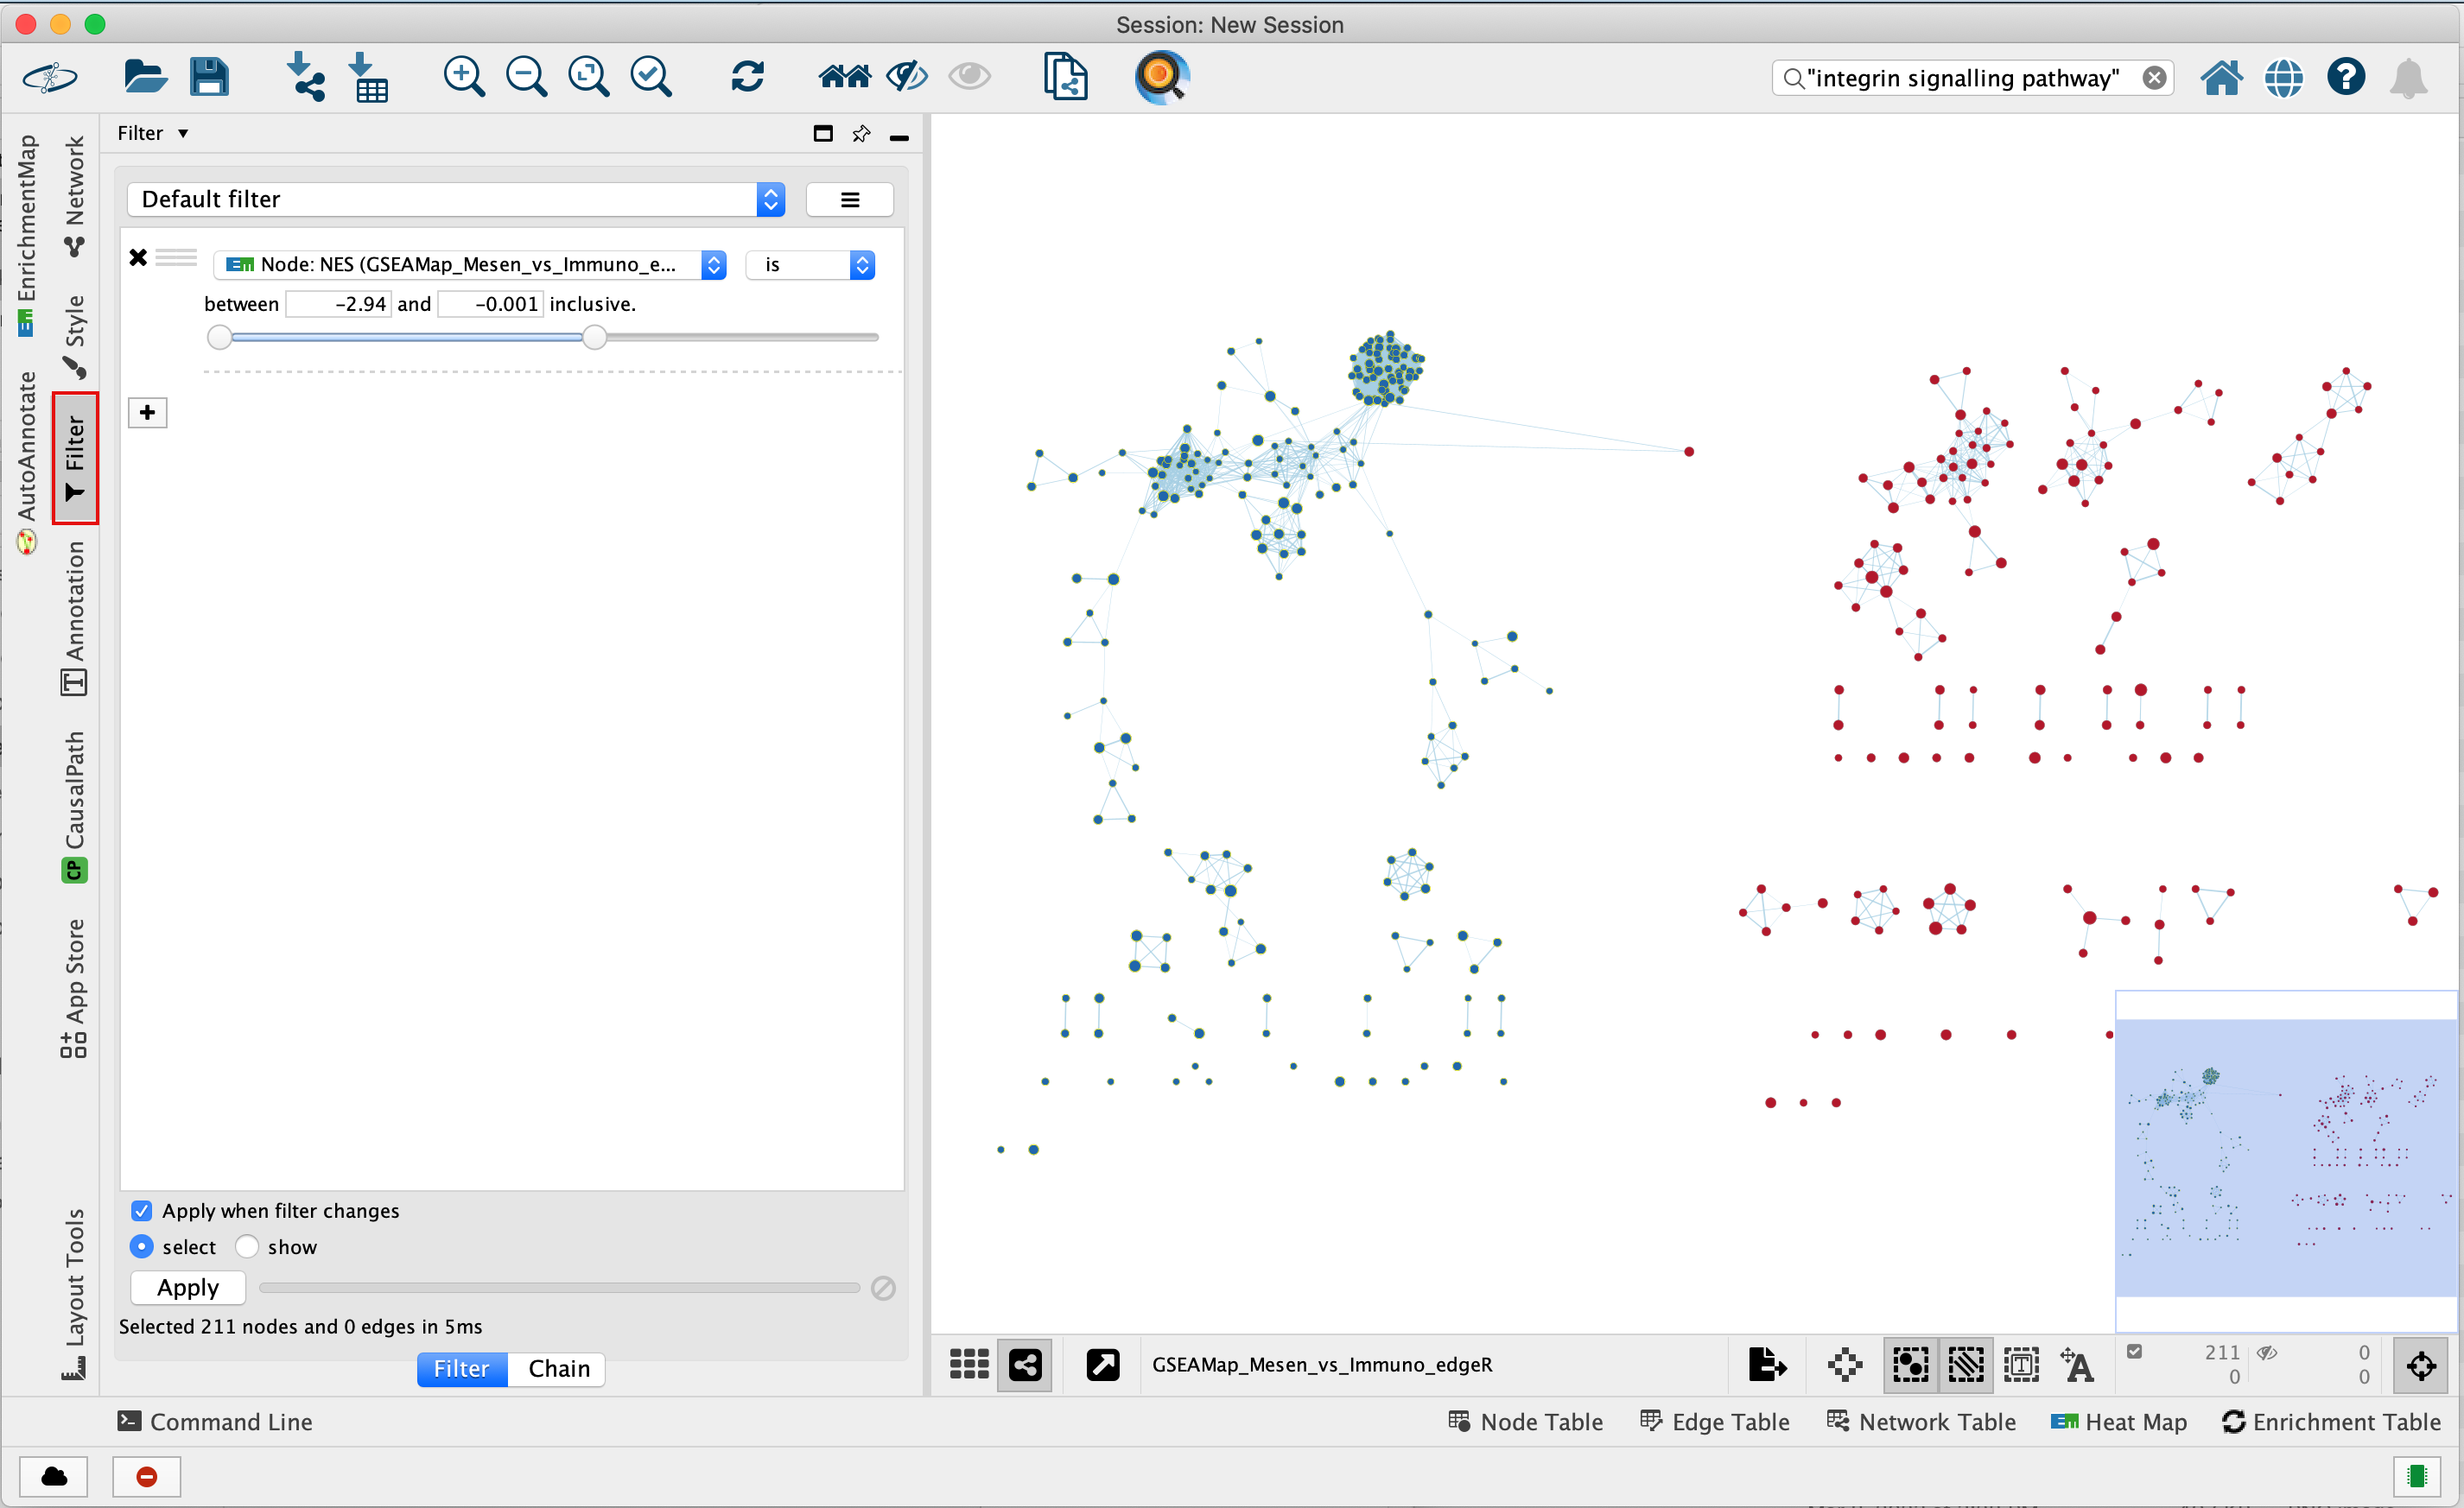 Session: New Session
"integrin signalling pathway"
EnrichmentMap
AutoAnnotate
Network
Style
Filter
Annotation
CP CausalPath
App Store
Layout Tools
Filter
Default filter
Em Node: NES (GSEAMap_Mesen_vs_Immuno_e...
is
between -2.94 and -0.001 inclusive.
Apply when filter changes
select show
Apply
Selected 211 nodes and 0 edges in 5ms
Filter Chain
GSEAMap_Mesen_vs_Immuno_edgeR
T A
211 0
0 0
Command Line
Node Table Edge Table Network Table Em Heat Map Enrichment Table